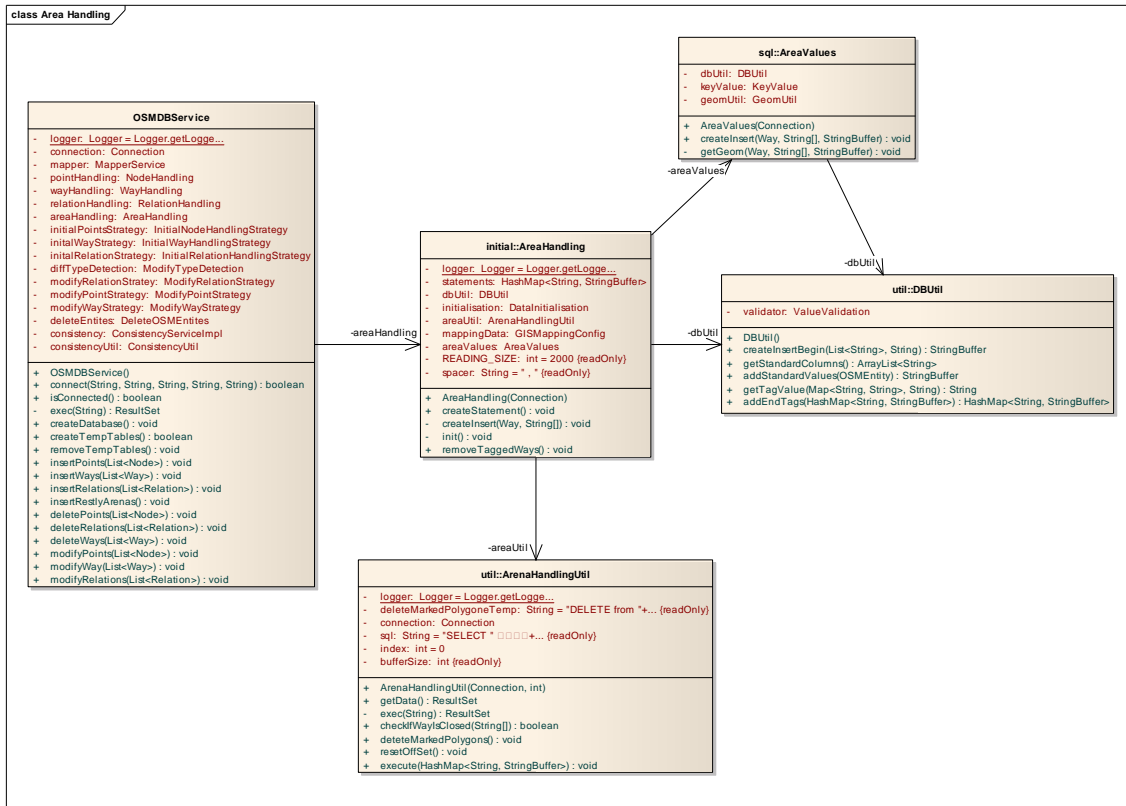 class Area Handling
OSMDBService
- logger: Logger = Logger.getLogge...
- connection: Connection
- mapper: MapperService
- pointHandling: NodeHandling
- wayHandling: WayHandling
- relationHandling: RelationHandling
- areaHandling: AreaHandling
- initialPointsStrategy: InitialNodeHandlingStrategy
- initalWayStrategy: InitialWayHandlingStrategy
- initalRelationStrategy: InitialRelationHandlingStrategy
- diffTypeDetection: ModifyTypeDetection
- modifyRelationStratey: ModifyRelationStrategy
- modifyPointStrategy: ModifyPointStrategy
- modifyWayStrategy: ModifyWayStrategy
- deleteEntites: DeleteOSMEntites
- consistency: ConsistencyServiceImpl
- consistencyUtil: ConsistencyUtil
+ OSMDBService()
+ connect(String, String, String, String, String) : boolean
+ isConnected() : boolean
- exec(String) : ResultSet
+ createDatabase() : void
+ createTempTables() : boolean
+ removeTempTables() : void
+ insertPoints(List<Node>) : void
+ insertWays(List<Way>) : void
+ insertRelations(List<Relation>) : void
+ insertRestlyArenas() : void
+ deletePoints(List<Node>) : void
+ deleteRelations(List<Relation>) : void
+ deleteWays(List<Way>) : void
+ modifyPoints(List<Node>) : void
+ modifyWay(List<Way>) : void
+ modifyRelations(List<Relation>) : void
-areaHandling
initial::AreaHandling
- logger: Logger = Logger.getLogge...
- statements: HashMap<String, StringBuffer>
- dbUtil: DBUtil
- initialisation: DataInitialisation
- areaUtil: ArenaHandlingUtil
- mappingData: GISMappingConfig
- areaValues: AreaValues
- READING_SIZE: int = 2000 {readOnly}
- spacer: String = " , " {readOnly}
+ AreaHandling(Connection)
+ createStatement() : void
- createInsert(Way, String[]) : void
- init() : void
+ removeTaggedWays() : void
-areaValues
sql::AreaValues
- dbUtil: DBUtil
- keyValue: KeyValue
- geomUtil: GeomUtil
+ AreaValues(Connection)
+ createInsert(Way, String[], StringBuffer) : void
- getGeom(Way, String[], StringBuffer) : void
-dbUtil
-dbUtil
util::DBUtil
- validator: ValueValidation
+ DBUtil()
+ createInsertBegin(List<String>, String) : StringBuffer
+ getStandardColumns() : ArrayList<String>
+ addStandardValues(OSMEntity) : StringBuffer
+ getTagValue(Map<String, String>, String) : String
+ addEndTags(HashMap<String, StringBuffer>) : HashMap<String, StringBuffer>
-areaUtil
util::ArenaHandlingUtil
- logger: Logger = Logger.getLogge...
- deleteMarkedPolygoneTemp: String = "DELETE from "+... {readOnly}
- connection: Connection
- sql: String = "SELECT " □□□□+... {readOnly}
- index: int = 0
- bufferSize: int {readOnly}
+ ArenaHandlingUtil(Connection, int)
+ getData() : ResultSet
- exec(String) : ResultSet
+ checkIfWayIsClosed(String[]) : boolean
+ deteteMarkedPolygons() : void
+ resetOffSet() : void
+ execute(HashMap<String, StringBuffer>) : void